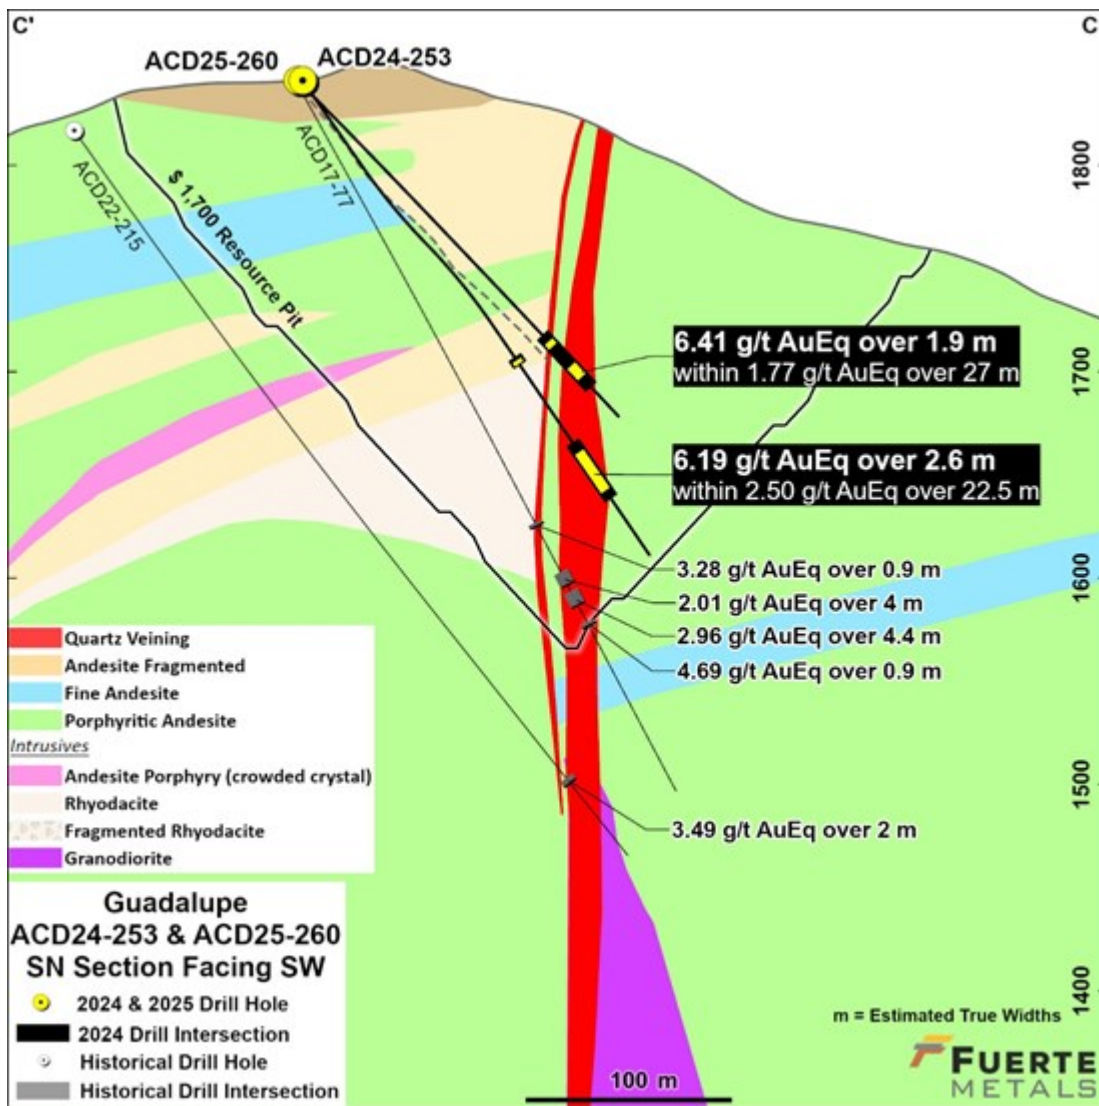 C'
C
ACD25-260
ACD24-253
ACD17-77
ACD22-215
$ 1,700 Resource Pit
1800
1700
1600
1500
1400
6.41 g/t AuEq over 1.9 m
within 1.77 g/t AuEq over 27 m
6.19 g/t AuEq over 2.6 m
within 2.50 g/t AuEq over 22.5 m
3.28 g/t AuEq over 0.9 m
2.01 g/t AuEq over 4 m
2.96 g/t AuEq over 4.4 m
4.69 g/t AuEq over 0.9 m
3.49 g/t AuEq over 2 m
Quartz Veining
Andesite Fragmented
Fine Andesite
Porphyritic Andesite
Intrusives
Andesite Porphyry (crowded crystal)
Rhyodacite
Fragmented Rhyodacite
Granodiorite
Guadalupe
ACD24-253 & ACD25-260
SN Section Facing SW
2024 & 2025 Drill Hole
2024 Drill Intersection
Historical Drill Hole
Historical Drill Intersection
100 m
m = Estimated True Widths
FUERTE
METALS